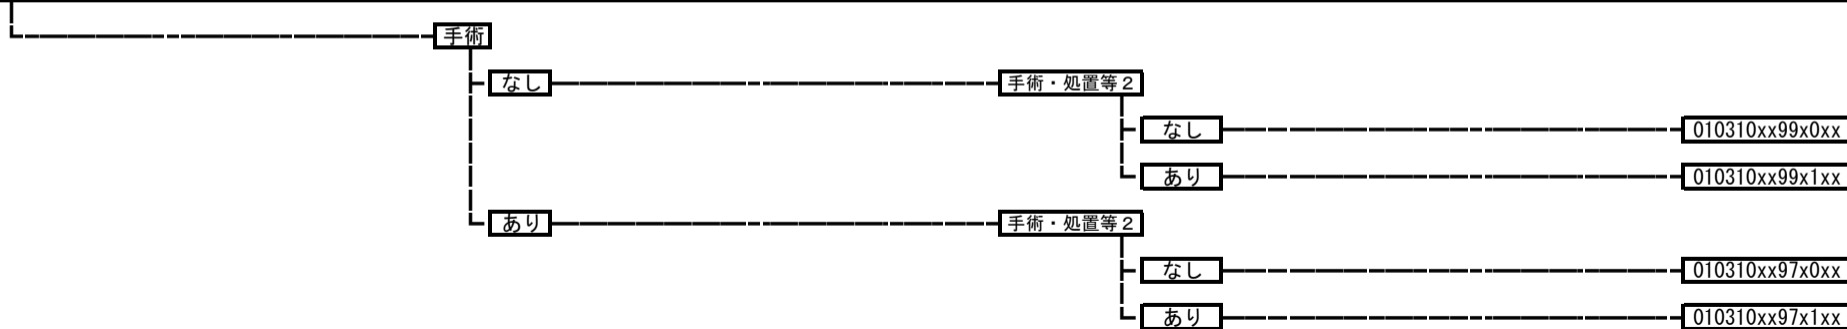 手術
なし 手術・処置等２
なし 010310xx99x0xx
あり 010310xx99x1xx
あり 手術・処置等２
なし 010310xx97x0xx
あり 010310xx97x1xx